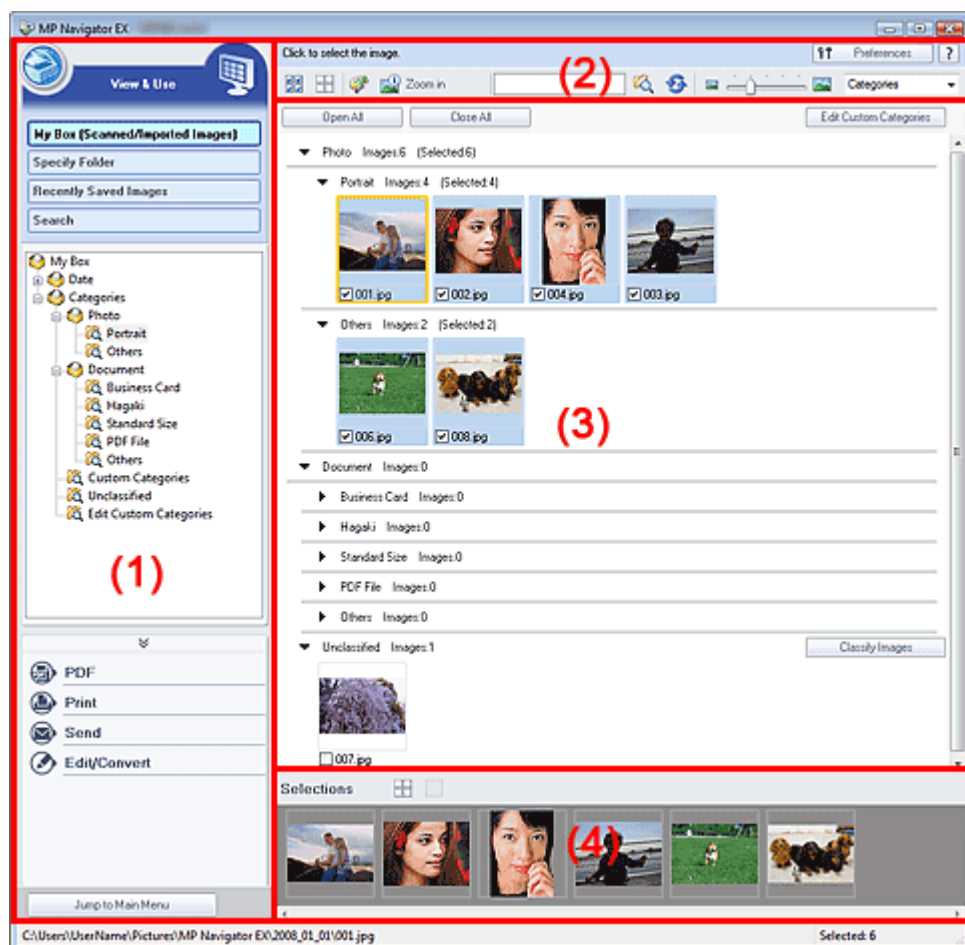 MP Navigator EX
View & Use
My Box (Scanned/Imported Images)
Specify Folder
Recently Saved Images
Search
My Box
Date
Categories
Photo
Portrait
Others
Document
Business Card
Hagaki
Standard Size
PDF File
Others
Custom Categories
Unclassified
Edit Custom Categories
(1)
PDF
Print
Send
Edit/Convert
Jump to Main Menu
Click to select the image.
Preferences
?
Zoom in
(2)
Categories
Open All
Close All
Edit Custom Categories
Photo Images:6 (Selected:6)
Portrait Images:4 (Selected:4)
001.jpg
002.jpg
004.jpg
003.jpg
Others Images:2 (Selected:2)
006.jpg
008.jpg
(3)
Document Images:0
Business Card Images:0
Hagaki Images:0
Standard Size Images:0
PDF File Images:0
Others Images:0
Unclassified Images:1
Classify Images
007.jpg
Selections
(4)
C:\Users\UserName\Pictures\MP Navigator EX\2008_01_01\001.jpg
Selected: 6